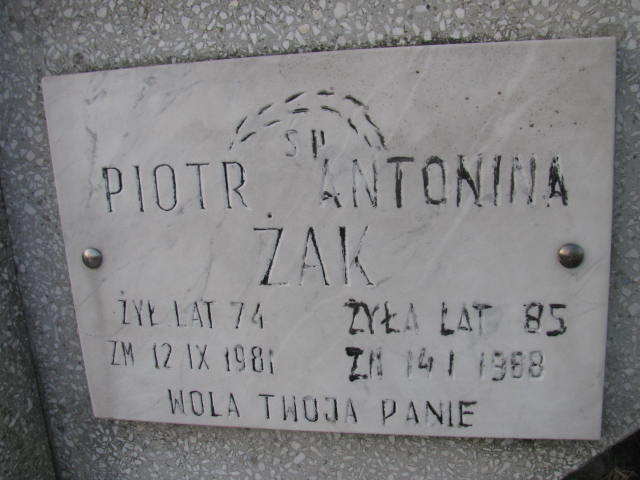 SP.
PIOTR ANTONINA
ŻAK
ŻYŁ LAT 74 ŻYŁA LAT 85
ZM 12 IX 1981 ZM 14 I 1988
WOLA TWOJA PANIE